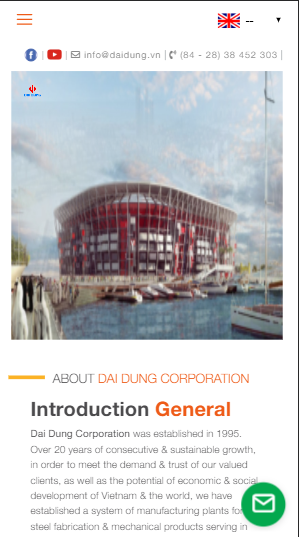 --
| | info@daidung.vn | (84 - 28) 38 452 303 |
DAI DUNG
ABOUT DAI DUNG CORPORATION
Introduction General
Dai Dung Corporation was established in 1995.
Over 20 years of consecutive & sustainable growth,
in order to meet the demand & trust of our valued
clients, as well as the potential of economic & social
development of Vietnam & the world, we have
established a system of manufacturing plants for
steel fabrication & mechanical products serving in